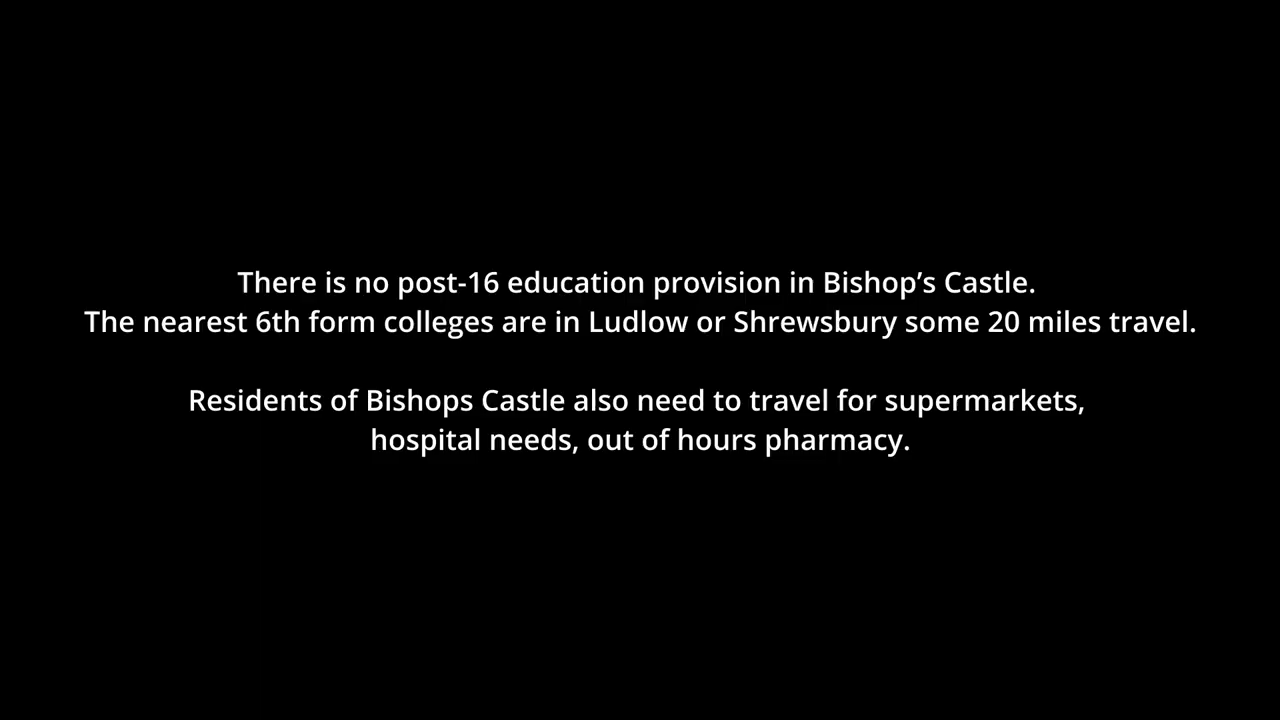 There is no post-16 education provision in Bishop’s Castle.
The nearest 6th form colleges are in Ludlow or Shrewsbury some 20 miles travel.
Residents of Bishops Castle also need to travel for supermarkets,
hospital needs, out of hours pharmacy.